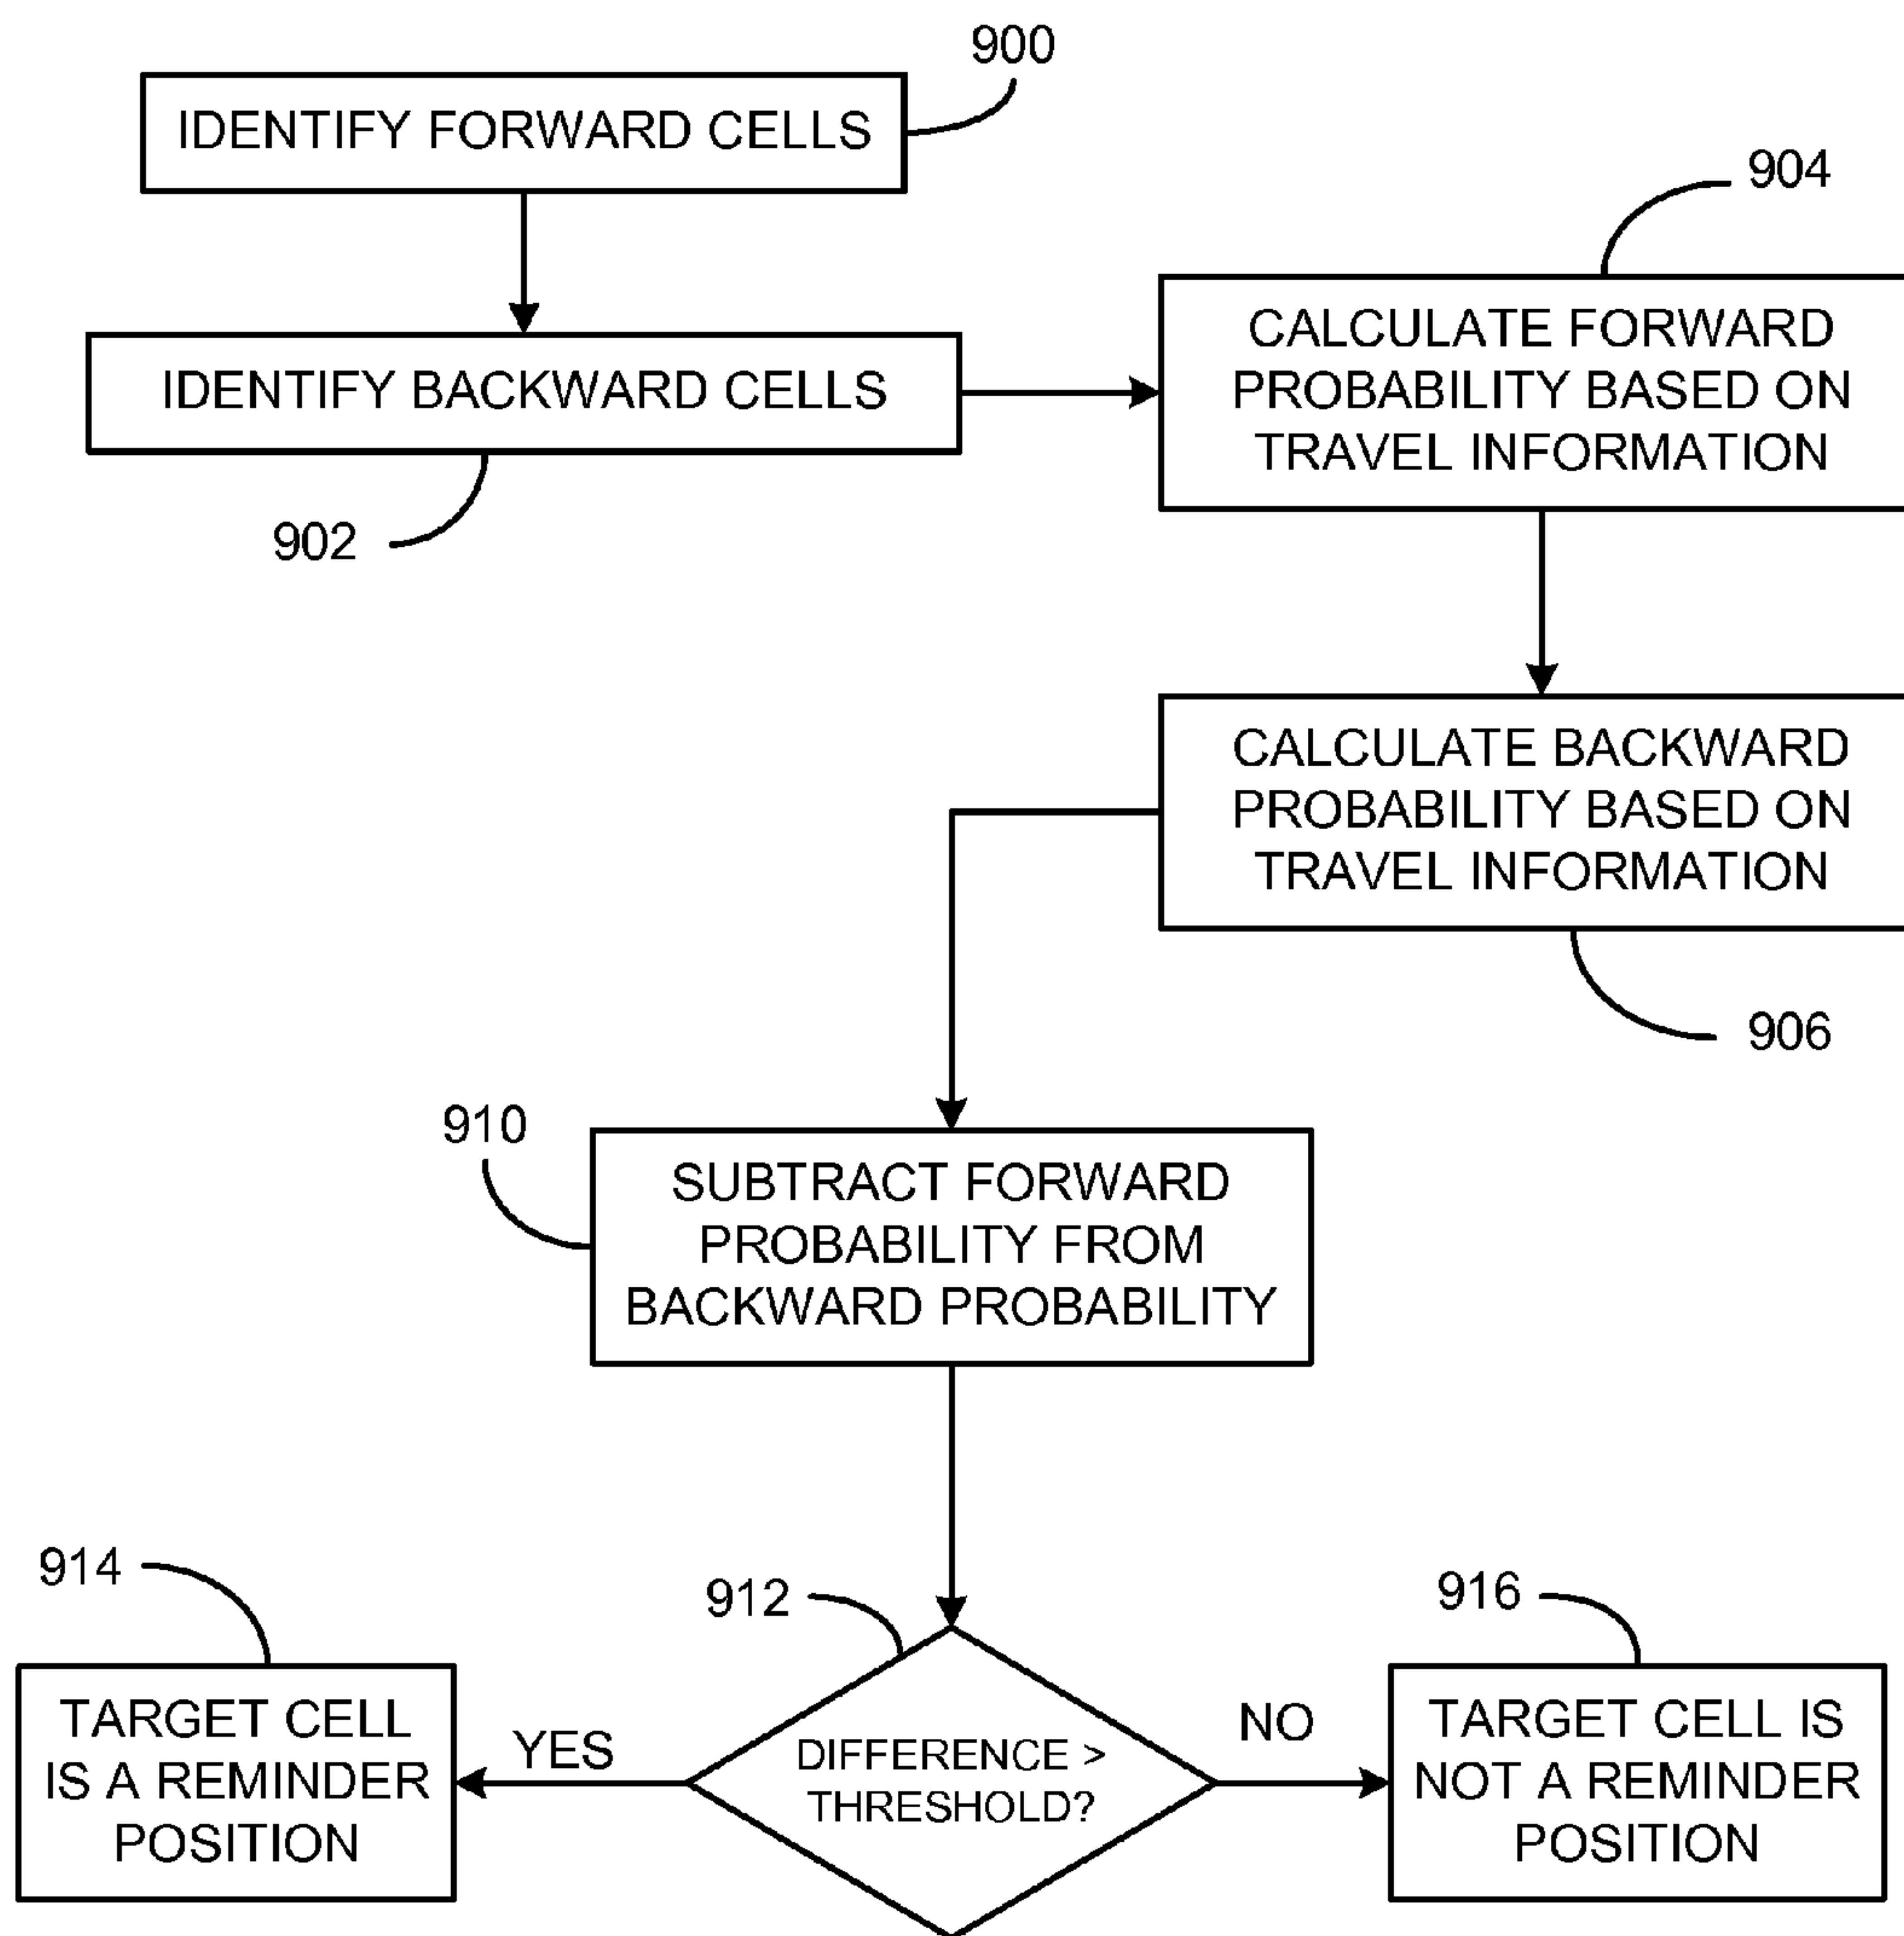 900
IDENTIFY FORWARD CELLS
904
IDENTIFY BACKWARD CELLS
902
CALCULATE FORWARD
PROBABILITY BASED ON
TRAVEL INFORMATION
CALCULATE BACKWARD
PROBABILITY BASED ON
TRAVEL INFORMATION
906
910
SUBTRACT FORWARD
PROBABILITY FROM
BACKWARD PROBABILITY
914
912
916
TARGET CELL
IS A REMINDER
POSITION
YES
DIFFERENCE >
THRESHOLD?
NO
TARGET CELL IS
NOT A REMINDER
POSITION